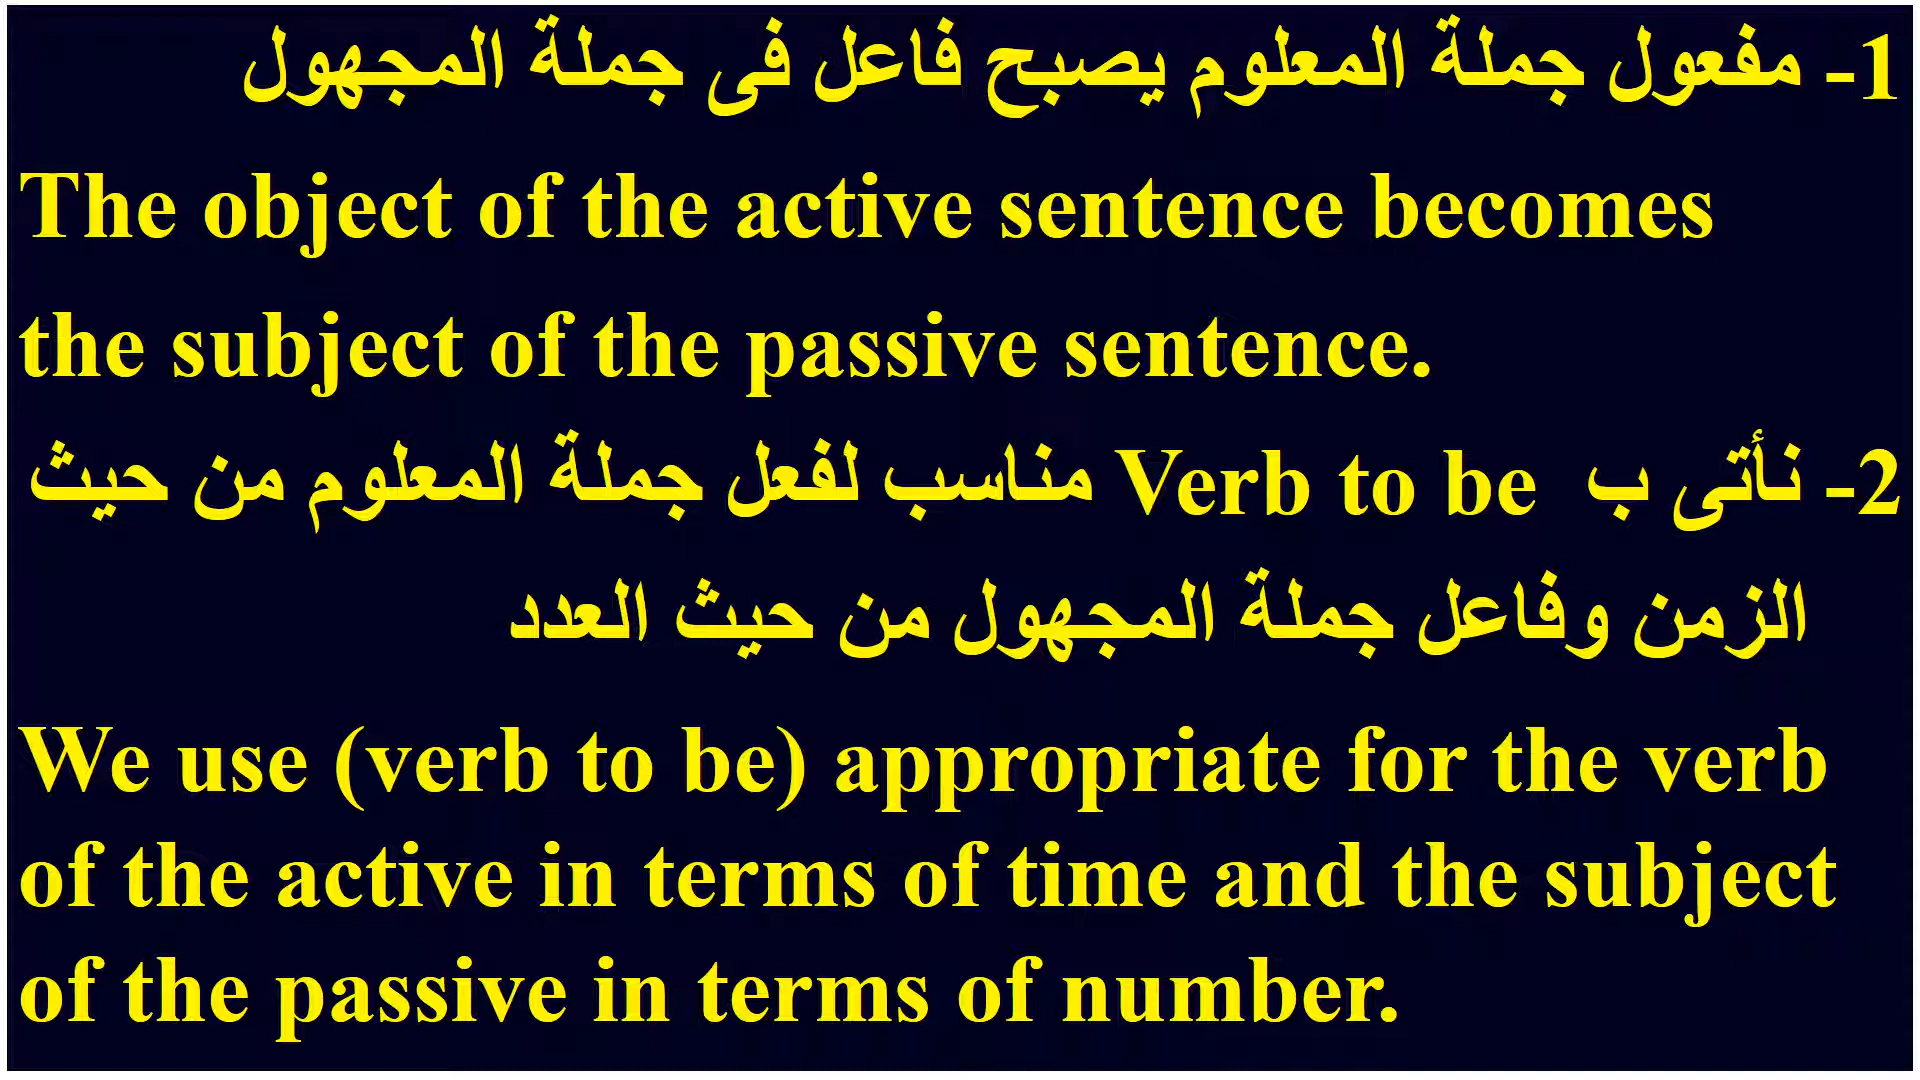 1- مفعول جملة المعلوم يصبح فاعل فى جملة المجهول
The object of the active sentence becomes
the subject of the passive sentence.
2- نأتى ب Verb to be مناسب لفعل جملة المعلوم من حيث
الزمن وفاعل جملة المجهول من حيث العدد
We use (verb to be) appropriate for the verb
of the active in terms of time and the subject
of the passive in terms of number.